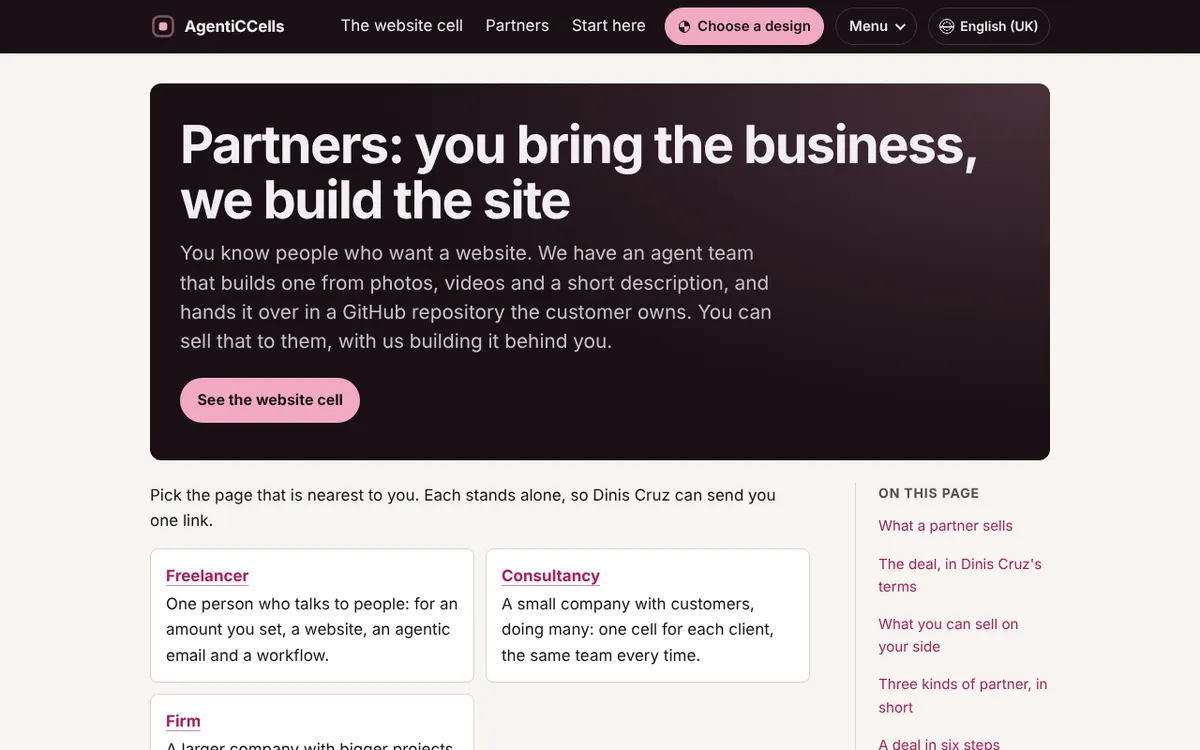 AgentiCCells
The website cell
Partners
Start here
Choose a design
Menu
English (UK)
Partners: you bring the business,
we build the site
You know people who want a website. We have an agent team
that builds one from photos, videos and a short description, and
hands it over in a GitHub repository the customer owns. You can
sell that to them, with us building it behind you.
See the website cell
Pick the page that is nearest to you. Each stands alone, so Dinis Cruz can send you
one link.
Freelancer
One person who talks to people: for an
amount you set, a website, an agentic
email and a workflow.
Consultancy
A small company with customers,
doing many: one cell for each client,
the same team every time.
Firm
A larger company with bigger projects
ON THIS PAGE
What a partner sells
The deal, in Dinis Cruz's
terms
What you can sell on
your side
Three kinds of partner, in
short
A deal in six steps